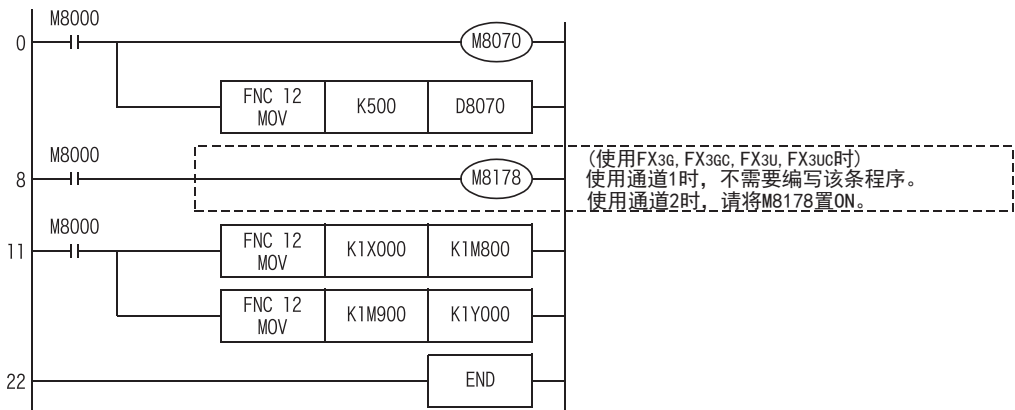 M8000
0
M8070
FNC 12
MOV
K500
D8070
M8000
8
M8178
(使用FX3G, FX3GC, FX3U, FX3UC时)
使用通道1时，不需要编写该条程序。
使用通道2时，请将M8178置ON。
M8000
11
FNC 12
MOV
K1X000
K1M800
FNC 12
MOV
K1M900
K1Y000
22
END